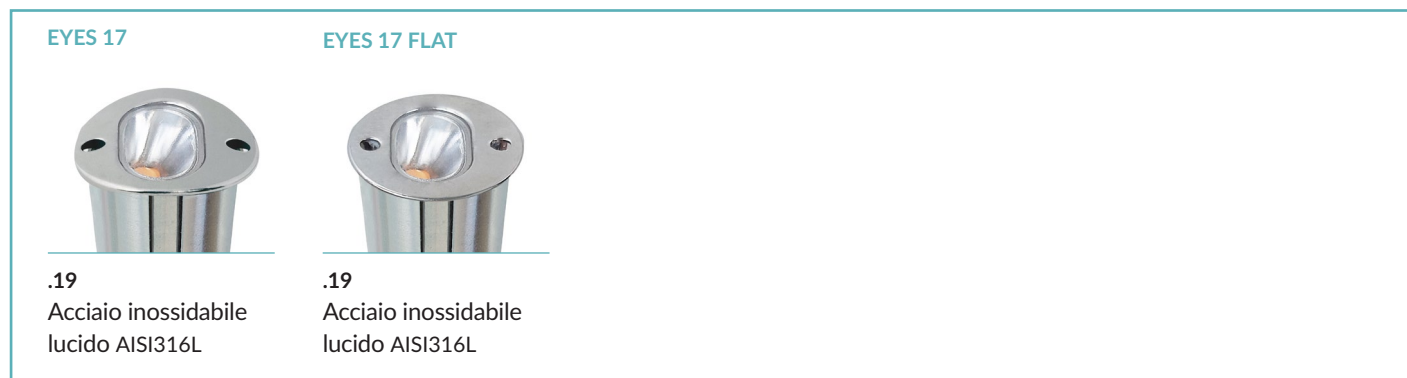 EYES 17
EYES 17 FLAT
.19
Acciaio inossidabile
lucido AISI316L
.19
Acciaio inossidabile
lucido AISI316L